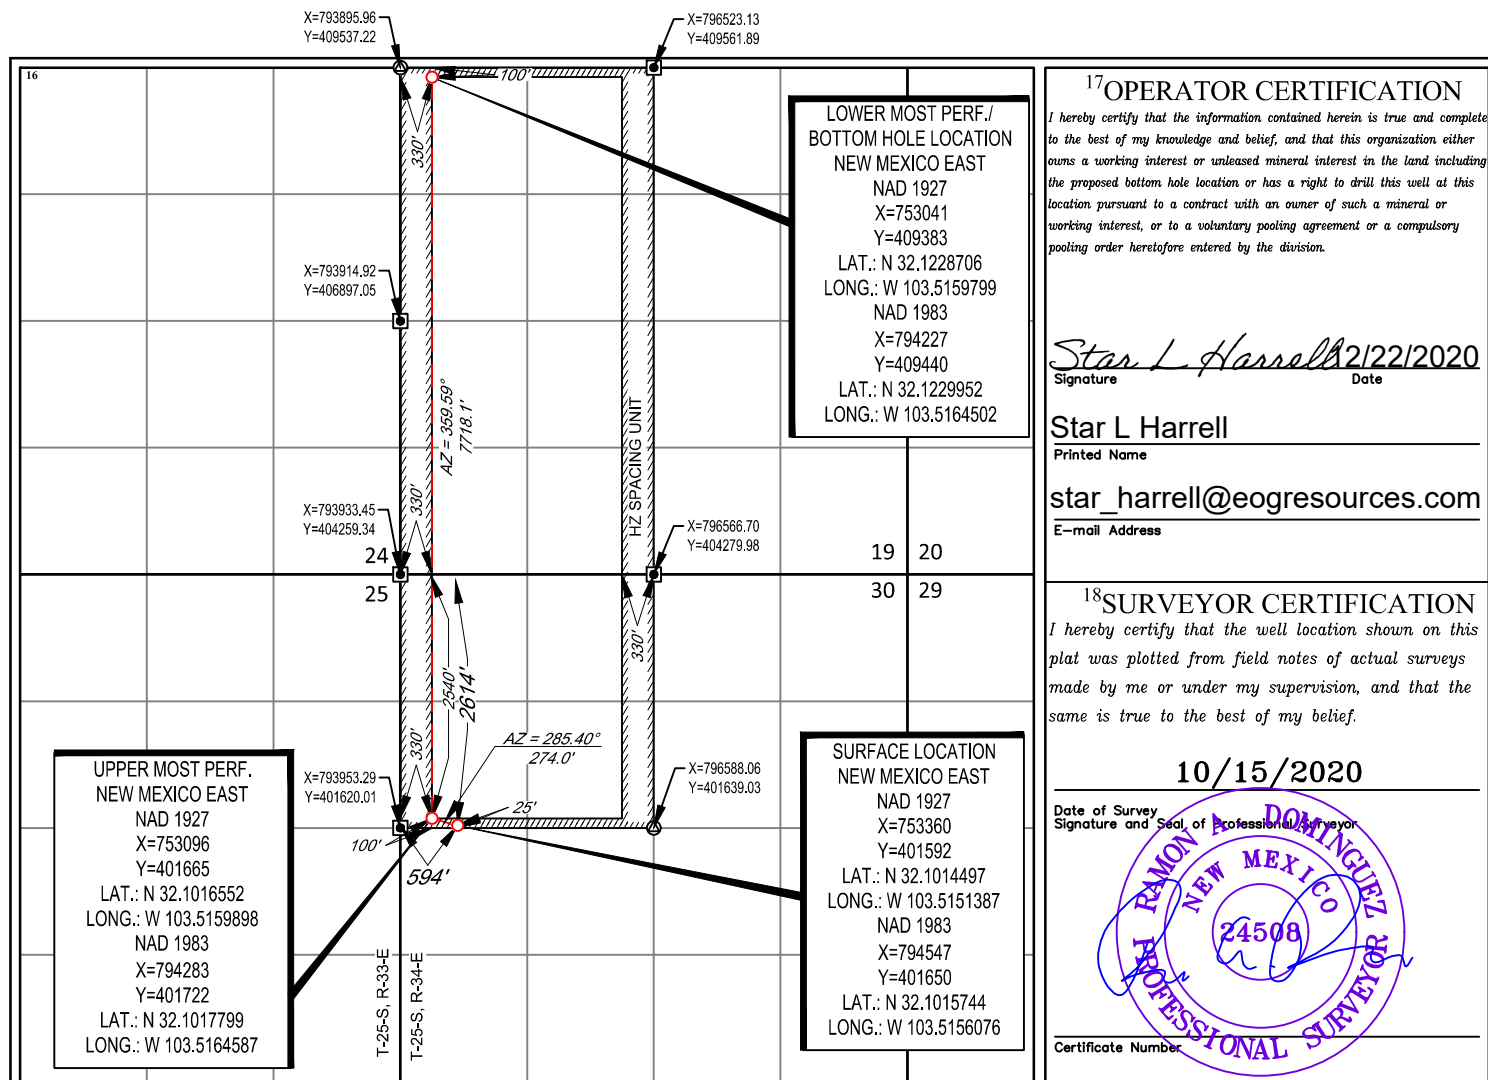 X=793895.96
Y=409537.22
X=796523.13
Y=409561.89
16
100'
330'
LOWER MOST PERF./
BOTTOM HOLE LOCATION
NEW MEXICO EAST
NAD 1927
X=753041
Y=409383
LAT.: N 32.1228706
LONG.: W 103.5159799
NAD 1983
X=794227
Y=409440
LAT.: N 32.1229952
LONG.: W 103.5164502
X=793914.92
Y=406897.05
AZ = 359.59°
7718.1'
HZ SPACING UNIT
330'
X=793933.45
Y=404259.34
X=796566.70
Y=404279.98
24
19
20
25
30
29
330'
2540'
2614'
330'
AZ = 285.40°
274.0'
X=793953.29
Y=401620.01
X=796588.06
Y=401639.03
25'
100'
594'
UPPER MOST PERF.
NEW MEXICO EAST
NAD 1927
X=753096
Y=401665
LAT.: N 32.1016552
LONG.: W 103.5159898
NAD 1983
X=794283
Y=401722
LAT.: N 32.1017799
LONG.: W 103.5164587
SURFACE LOCATION
NEW MEXICO EAST
NAD 1927
X=753360
Y=401592
LAT.: N 32.1014497
LONG.: W 103.5151387
NAD 1983
X=794547
Y=401650
LAT.: N 32.1015744
LONG.: W 103.5156076
T-25-S, R-33-E
T-25-S, R-34-E
17 OPERATOR CERTIFICATION
I hereby certify that the information contained herein is true and complete
to the best of my knowledge and belief, and that this organization either
owns a working interest or unleased mineral interest in the land including
the proposed bottom hole location or has a right to drill this well at this
location pursuant to a contract with an owner of such a mineral or
working interest, or to a voluntary pooling agreement or a compulsory
pooling order heretofore entered by the division.
Star L Harrell 12/22/2020
Signature Date
Star L Harrell
Printed Name
star_harrell@eogresources.com
E-mail Address
18 SURVEYOR CERTIFICATION
I hereby certify that the well location shown on this
plat was plotted from field notes of actual surveys
made by me or under my supervision, and that the
same is true to the best of my belief.
10/15/2020
Date of Survey
Signature and Seal of Professional Surveyor
RAMON A. DOMINGUEZ
NEW MEXICO
24508
PROFESSIONAL SURVEYOR
Certificate Number